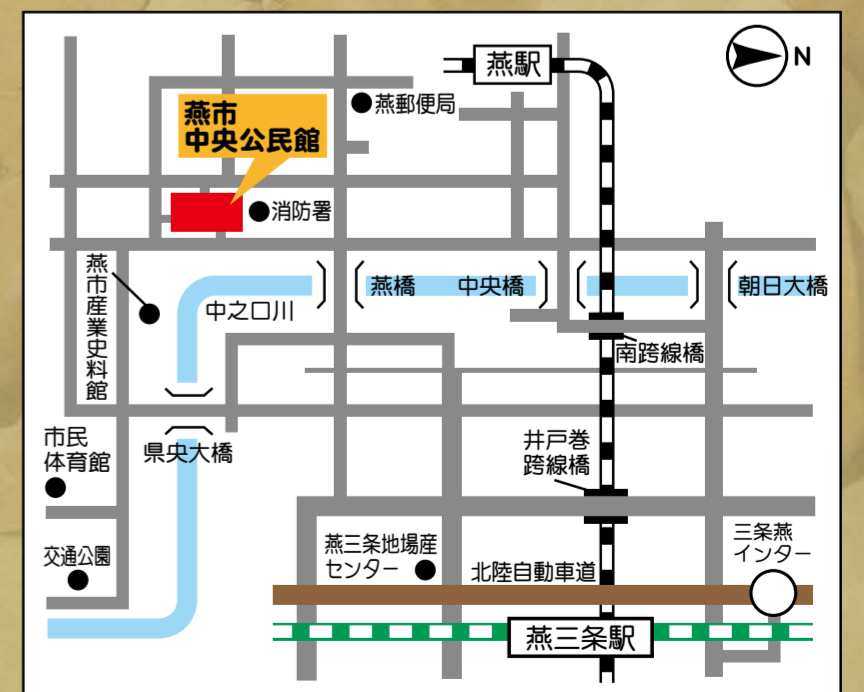 燕駅
N
燕市
中央公民館
燕郵便局
消防署
燕市産業史料館
中之口川
燕橋
中央橋
朝日大橋
南跨線橋
市民
体育館
県央大橋
井戸巻
跨線橋
交通公園
燕三条地場産
センター
北陸自動車道
三条燕
インター
燕三条駅